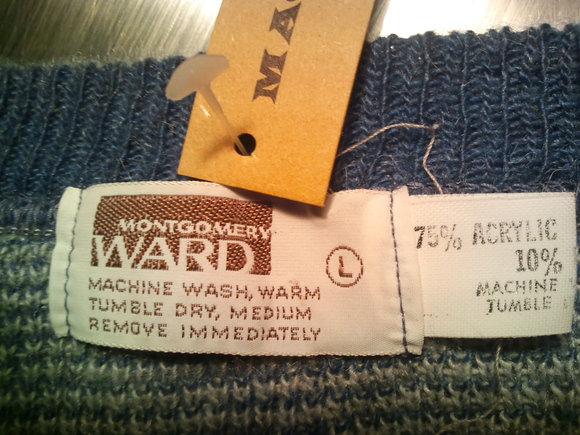 MA
MONTGOMERY
WARD
L
MACHINE WASH, WARM
TUMBLE DRY, MEDIUM
REMOVE IMMEDIATELY
75% ACRYLIC
10%
MACHINE
TUMBLE